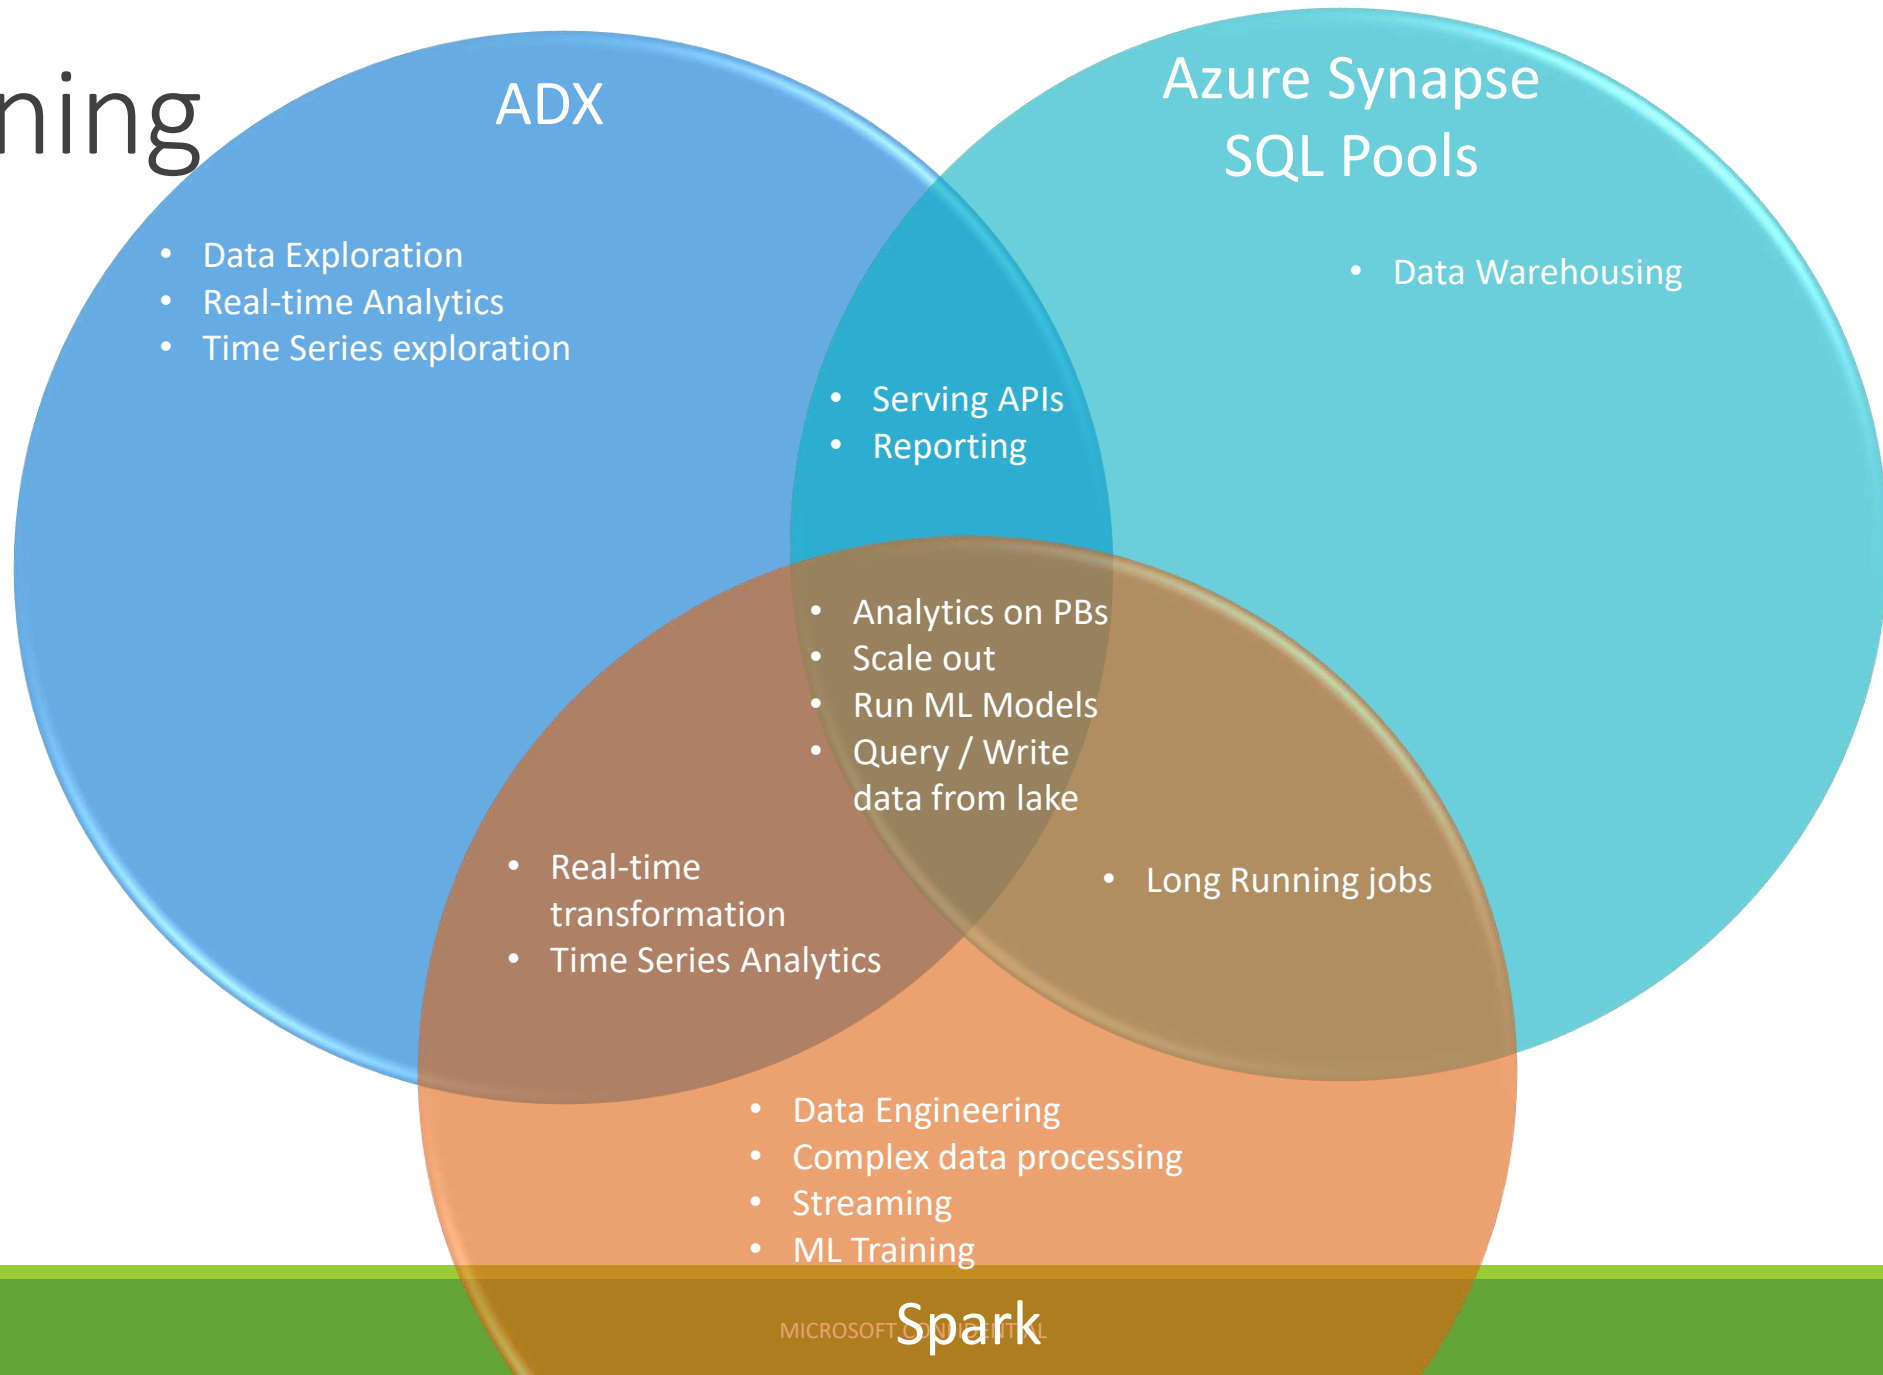 ning
ADX
Azure Synapse
SQL Pools
• Data Exploration
• Real-time Analytics
• Time Series exploration
• Data Warehousing
• Serving APIs
• Reporting
• Analytics on PBs
• Scale out
• Run ML Models
• Query / Write
data from lake
• Real-time
transformation
• Time Series Analytics
• Long Running jobs
• Data Engineering
• Complex data processing
• Streaming
• ML Training
Spark
MICROSOFT CONFIDENTIAL